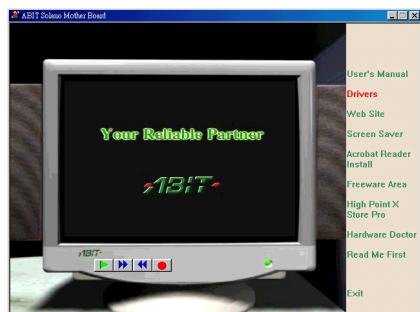 ABIT Solano Mother Board
User's Manual
Drivers
Web Site
Screen Saver
Acrobat Reader
Install
Freeware Area
High Point X
Store Pro
Hardware Doctor
Read Me First
Exit
Your Reliable Partner
ABIT
ABIT